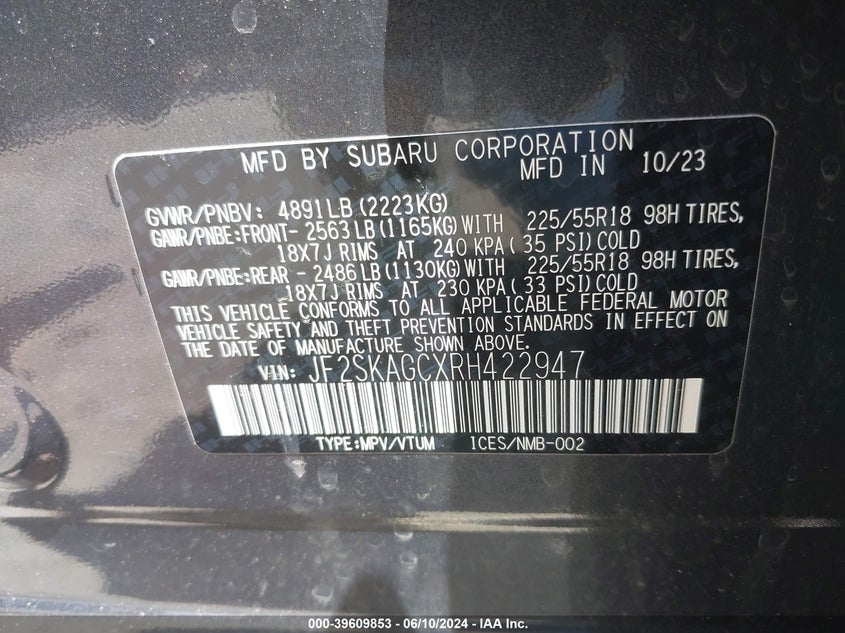 MFD BY SUBARU CORPORATION
MFD IN 10/23
GVWR/PNBV: 4891LB(2223KG)
GAWR/PNBE:FRONT- 2563LB(1165KG)WITH 225/55R18 98H TIRES,
18X7J RIMS AT 240 KPA( 35 PSI)COLD
GAWR/PNBE:REAR - 2486LB(1130KG)WITH 225/55R18 98H TIRES,
18X7J RIMS AT 230 KPA( 33 PSI)COLD
THIS VEHICLE CONFORMS TO ALL APPLICABLE FEDERAL MOTOR
VEHICLE SAFETY AND THEFT PREVENTION STANDARDS IN EFFECT ON
THE DATE OF MANUFACTURE SHOWN ABOVE.
VIN: JF2SKAGCXRH422947
TYPE:MPV/VTUM ICES/NMB-002
000-39609853 - 06/10/2024 - IAA Inc.